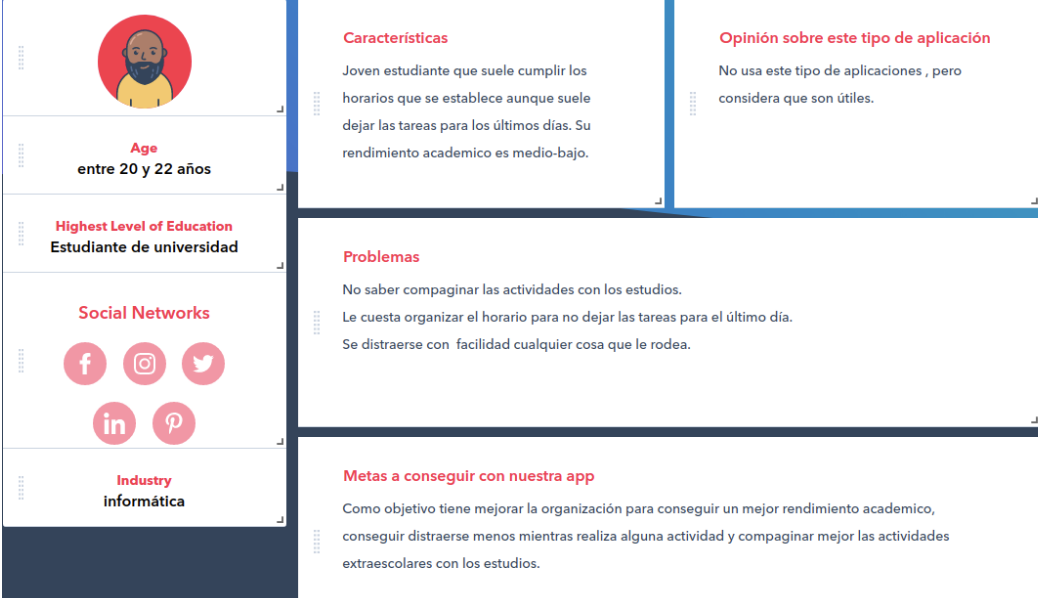 Age
entre 20 y 22 años
Highest Level of Education
Estudiante de universidad
Social Networks
Industry
informática
Características
Joven estudiante que suele cumplir los
horarios que se establece aunque suele
dejar las tareas para los últimos días. Su
rendimiento academico es medio-bajo.
Opinión sobre este tipo de aplicación
No usa este tipo de aplicaciones , pero
considera que son útiles.
Problemas
No saber compaginar las actividades con los estudios.
Le cuesta organizar el horario para no dejar las tareas para el último día.
Se distraerse con  facilidad cualquier cosa que le rodea.
Metas a conseguir con nuestra app
Como objetivo tiene mejorar la organización para conseguir un mejor rendimiento academico,
conseguir distraerse menos mientras realiza alguna actividad y compaginar mejor las actividades
extraescolares con los estudios.